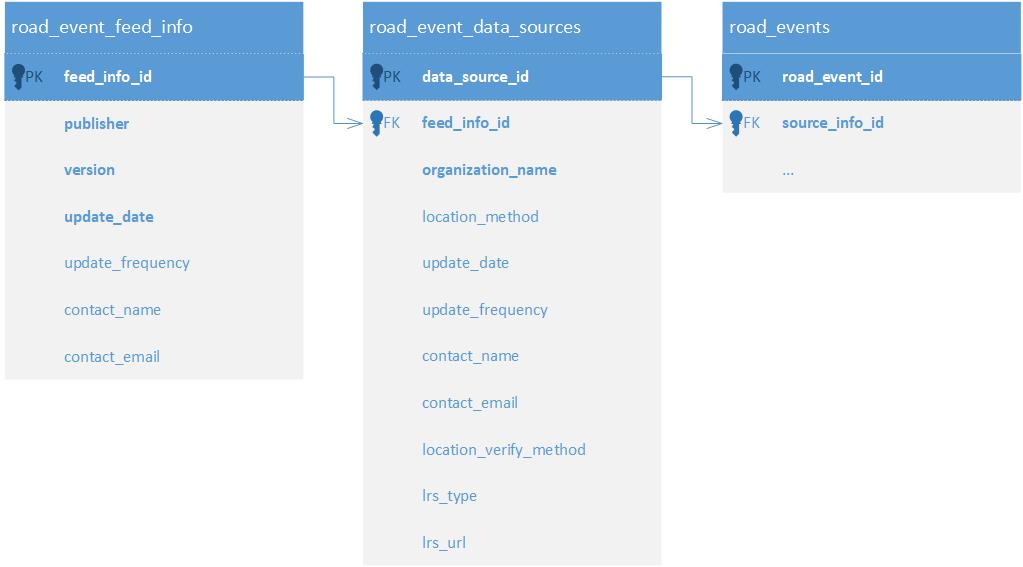 road_event_feed_info
PK feed_info_id
publisher
version
update_date
update_frequency
contact_name
contact_email
road_event_data_sources
PK data_source_id
FK feed_info_id
organization_name
location_method
update_date
update_frequency
contact_name
contact_email
location_verify_method
lrs_type
lrs_url
road_events
PK road_event_id
FK source_info_id
...